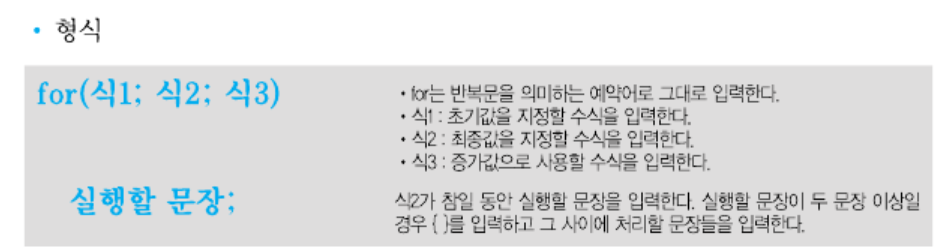 • 형식
for(식1; 식2; 식3)
• for는 반복문을 의미하는 예약어로 그대로 입력한다.
• 식1 : 초기값을 지정할 수식을 입력한다.
• 식2 : 최종값을 지정할 수식을 입력한다.
• 식3 : 증가값으로 사용할 수식을 입력한다.
실행할 문장;
식2가 참일 동안 실행할 문장을 입력한다. 실행할 문장이 두 문장 이상일
경우 { }를 입력하고 그 사이에 처리할 문장들을 입력한다.